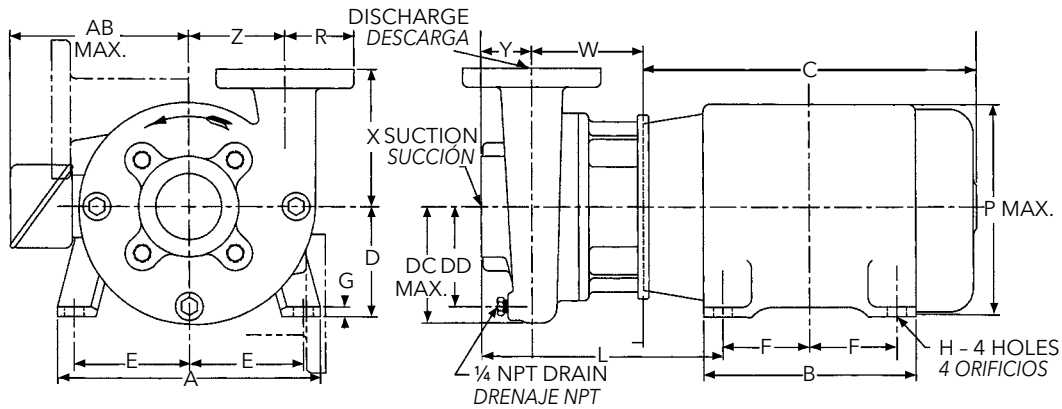 AB
MAX.
Z
R
DISCHARGE
DESCARGA
Y
W
C
X
SUCTION
SUCCIÓN
P MAX.
D
G
DC DD
MAX.
E
E
A
L
F
F
B
¼ NPT DRAIN
DRENAJE NPT
H – 4 HOLES
4 ORIFICIOS